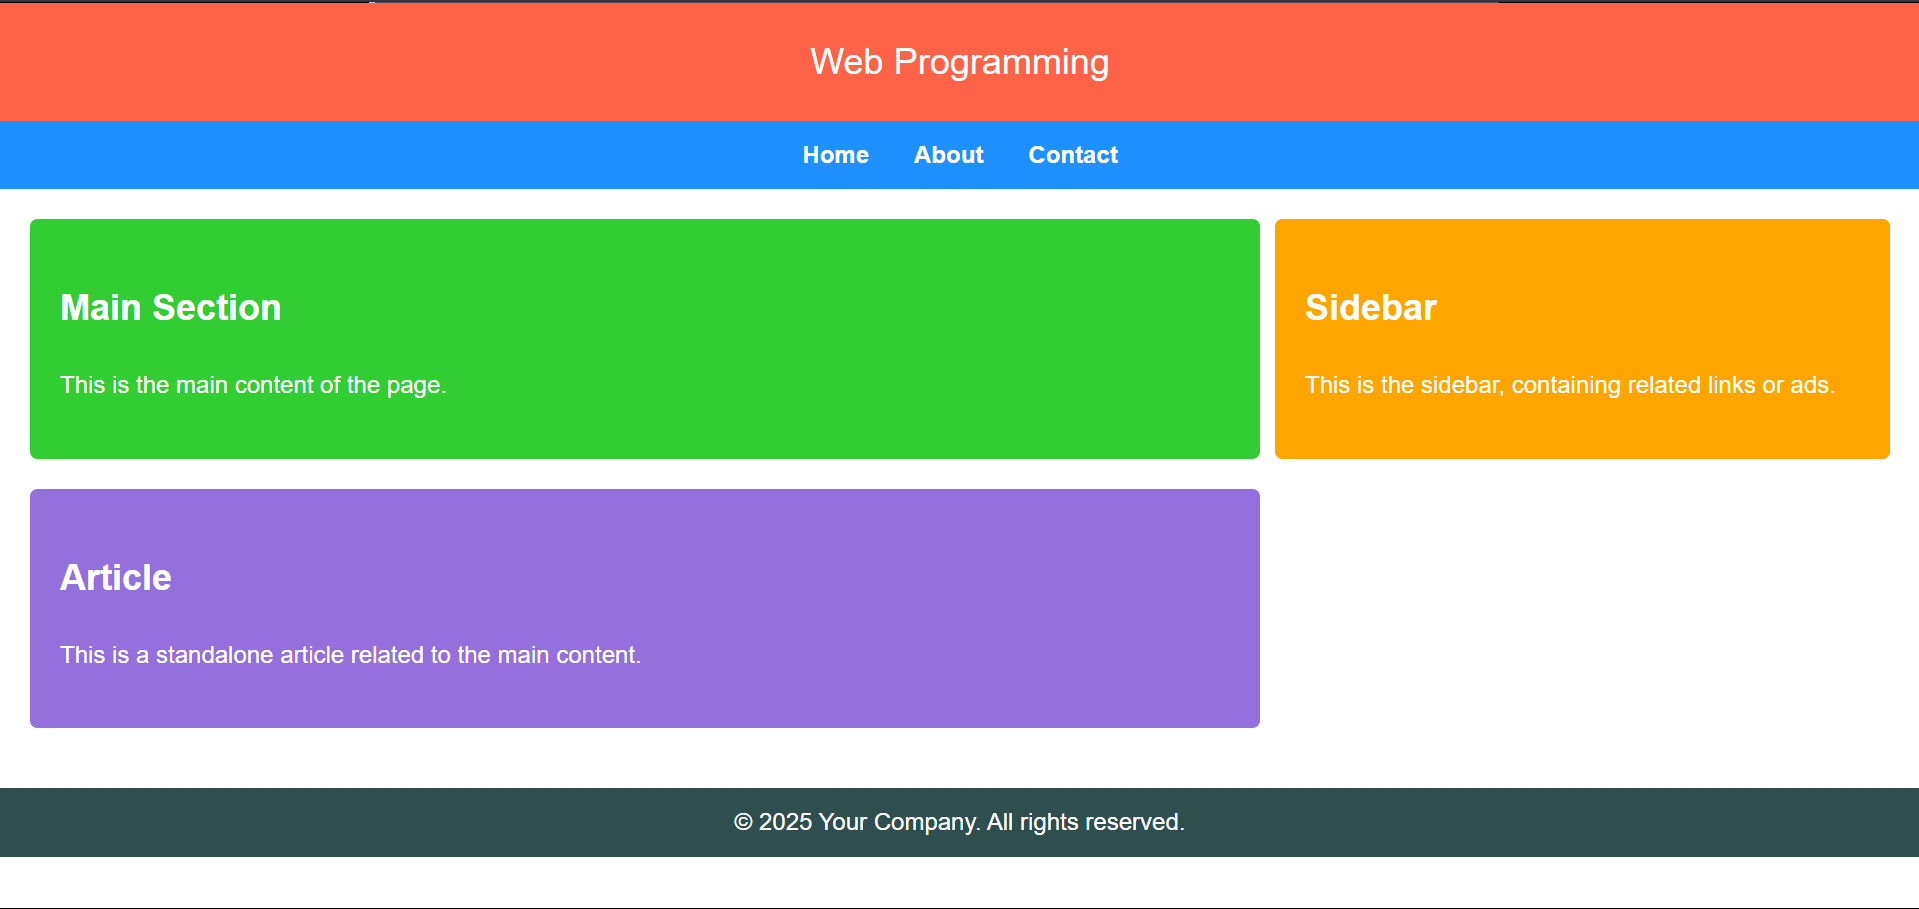 Web Programming
Home About Contact
Main Section
This is the main content of the page.
Sidebar
This is the sidebar, containing related links or ads.
Article
This is a standalone article related to the main content.
© 2025 Your Company. All rights reserved.